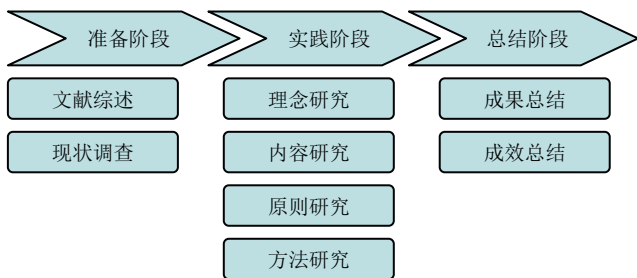 准备阶段
实践阶段
总结阶段
文献综述
理念研究
成果总结
现状调查
内容研究
成效总结
原则研究
方法研究